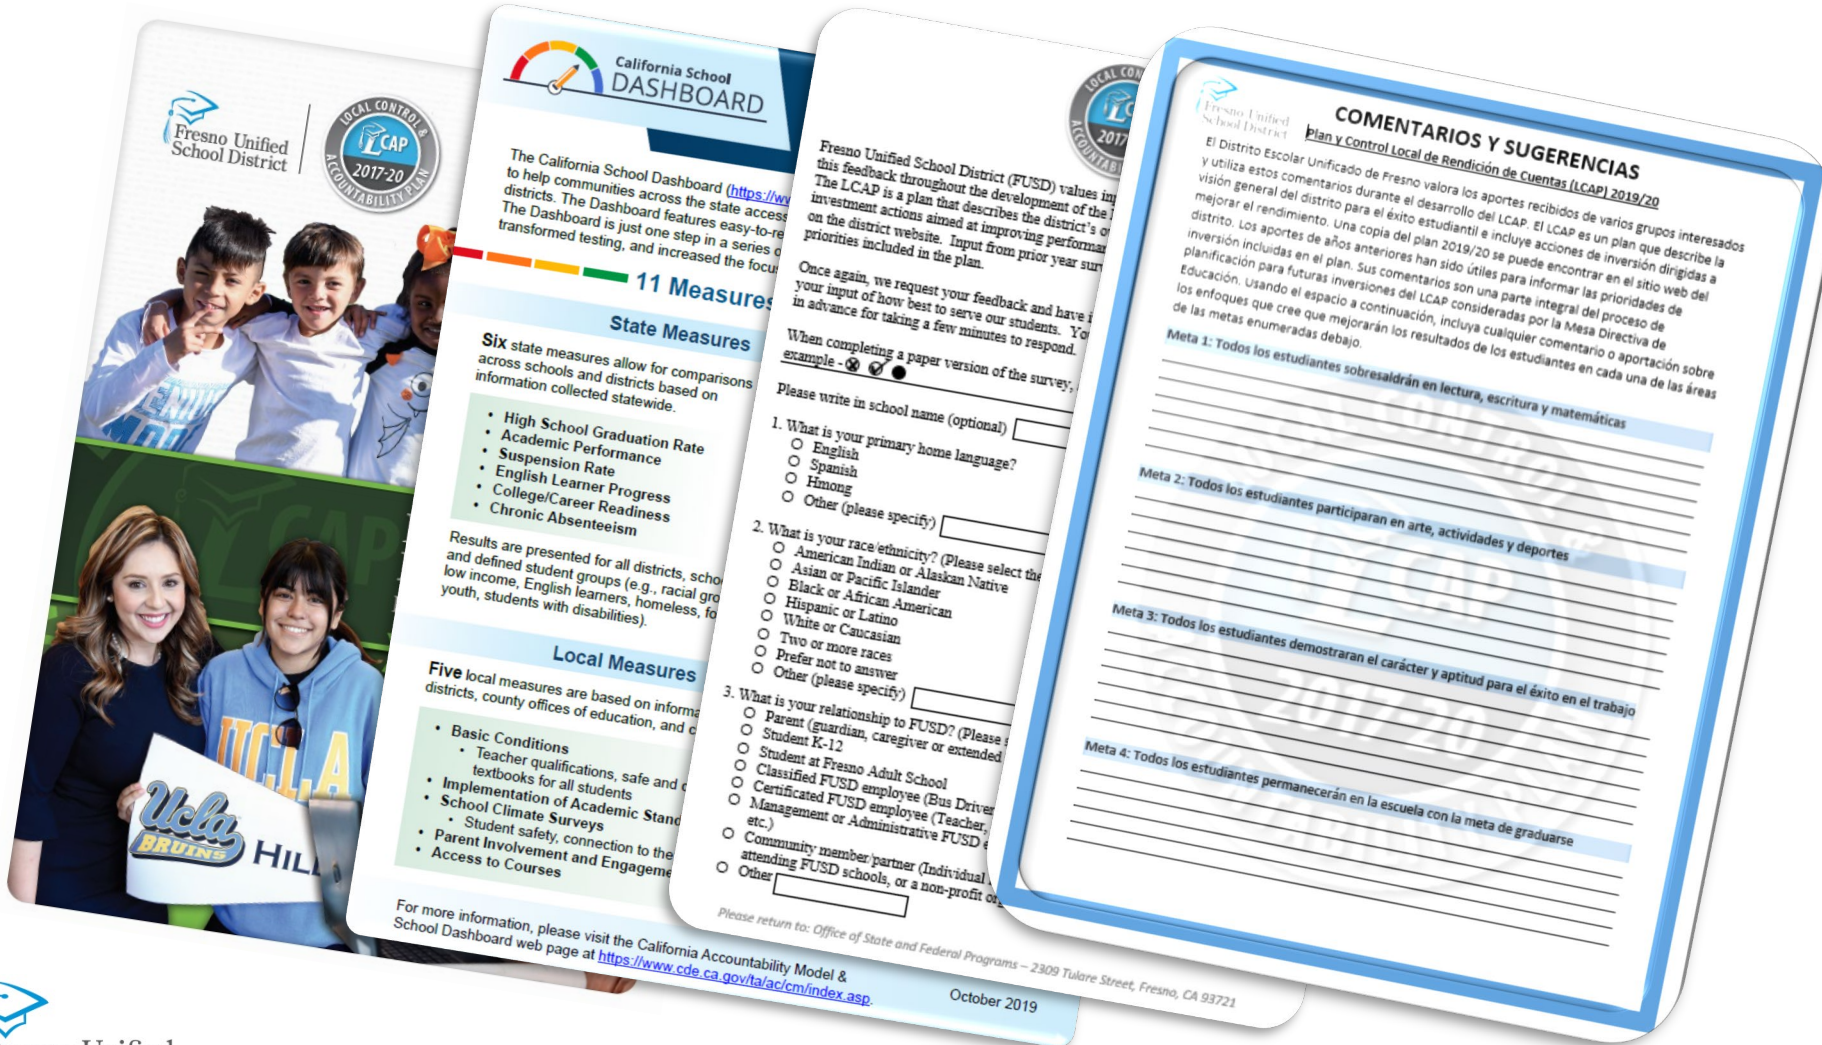 Fresno Unified
School District
LOCAL CONTROL &
LCAP
2017-20
ACCOUNTABILITY PLAN
UCLA
Ucla
BRUINS
HILL
California School
DASHBOARD
The California School Dashboard (https://ww
to help communities across the state access
districts. The Dashboard features easy-to-re
The Dashboard is just one step in a series o
transformed testing, and increased the focus
11 Measures
State Measures
Six state measures allow for comparisons
across schools and districts based on
information collected statewide.
• High School Graduation Rate
• Academic Performance
• Suspension Rate
• English Learner Progress
• College/Career Readiness
• Chronic Absenteeism
Results are presented for all districts, schoo
and defined student groups (e.g., racial gro
low income, English learners, homeless, fo
youth, students with disabilities).
Local Measures
Five local measures are based on informa
districts, county offices of education, and c
• Basic Conditions
• Teacher qualifications, safe and c
textbooks for all students
• Implementation of Academic Stand
• School Climate Surveys
• Student safety, connection to the
• Parent Involvement and Engageme
• Access to Courses
For more information, please visit the California Accountability Model &
School Dashboard web page at https://www.cde.ca.gov/ta/ac/cm/index.asp.
October 2019
LOCAL CON
CAP
2017
ACCOUNTABI
Fresno Unified School District (FUSD) values inp
this feedback throughout the development of the
The LCAP is a plan that describes the district's o
investment actions aimed at improving performan
on the district website. Input from prior year sur
priorities included in the plan.
Once again, we request your feedback and have i
your input of how best to serve our students. Yo
in advance for taking a few minutes to respond.
When completing a paper version of the survey,
example -
Please write in school name (optional)
1. What is your primary home language?
English
Spanish
Hmong
Other (please specify)
2. What is your race/ethnicity? (Please select the
American Indian or Alaskan Native
Asian or Pacific Islander
Black or African American
Hispanic or Latino
White or Caucasian
Two or more races
Prefer not to answer
Other (please specify)
3. What is your relationship to FUSD? (Please s
Parent (guardian, caregiver or extended
Student K-12
Student at Fresno Adult School
Classified FUSD employee (Bus Driver
Certificated FUSD employee (Teacher,
Management or Administrative FUSD e
etc.)
Community member/partner (Individual
attending FUSD schools, or a non-profit org
Other
Please return to: Office of State and Federal Programs – 2309 Tulare Street, Fresno, CA 93721
Fresno Unified
School District
COMENTARIOS Y SUGERENCIAS
Plan y Control Local de Rendición de Cuentas (LCAP) 2019/20
El Distrito Escolar Unificado de Fresno valora los aportes recibidos de varios grupos interesados
y utiliza estos comentarios durante el desarrollo del LCAP. El LCAP es un plan que describe la
visión general del distrito para el éxito estudiantil e incluye acciones de inversión dirigidas a
mejorar el rendimiento. Una copia del plan 2019/20 se puede encontrar en el sitio web del
distrito. Los aportes de años anteriores han sido útiles para informar las prioridades de
inversión incluidas en el plan. Sus comentarios son una parte integral del proceso de
planificación para futuras inversiones del LCAP consideradas por la Mesa Directiva de
Educación. Usando el espacio a continuación, incluya cualquier comentario o aportación sobre
los enfoques que cree que mejorarán los resultados de los estudiantes en cada una de las áreas
de las metas enumeradas debajo.
Meta 1: Todos los estudiantes sobresaldrán en lectura, escritura y matemáticas
Meta 2: Todos los estudiantes participaran en arte, actividades y deportes
Meta 3: Todos los estudiantes demostraran el carácter y aptitud para el éxito en el trabajo
Meta 4: Todos los estudiantes permanecerán en la escuela con la meta de graduarse
LCAP
2017-20